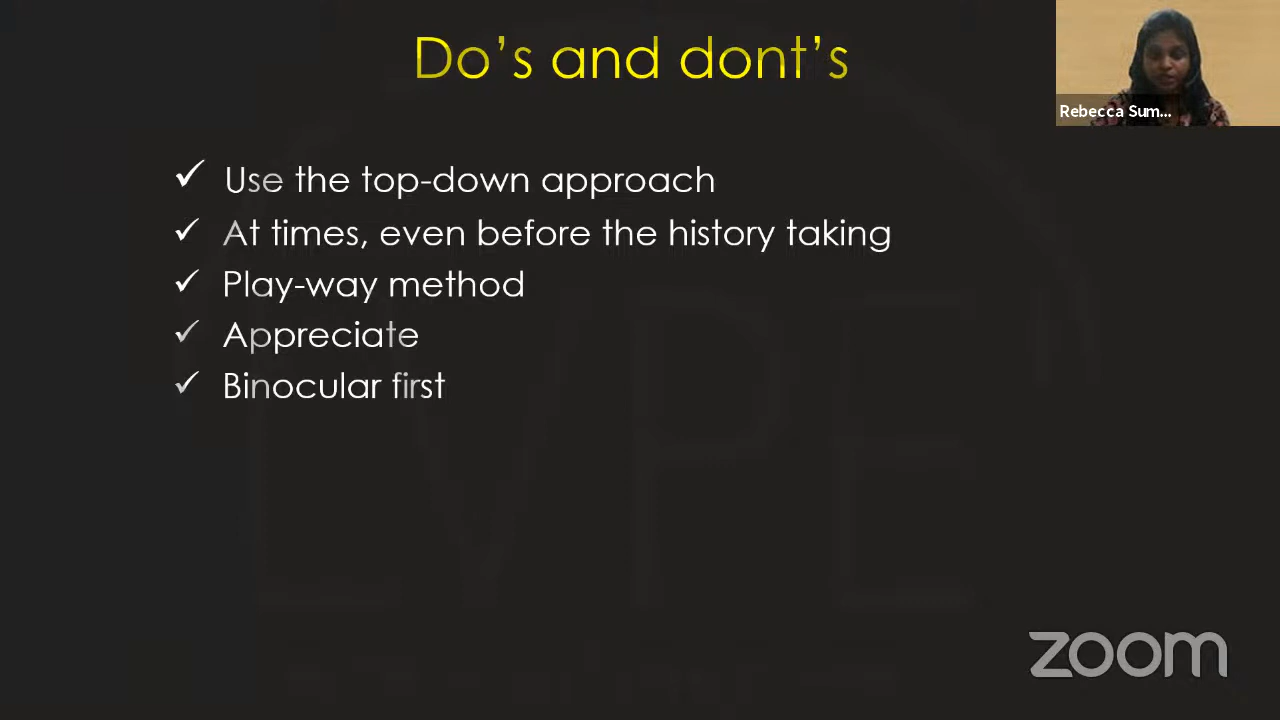 Do's and dont's
Rebecca Sum...
✓ Use the top-down approach
✓ At times, even before the history taking
✓ Play-way method
✓ Appreciate
✓ Binocular first
LVPEI
zoom